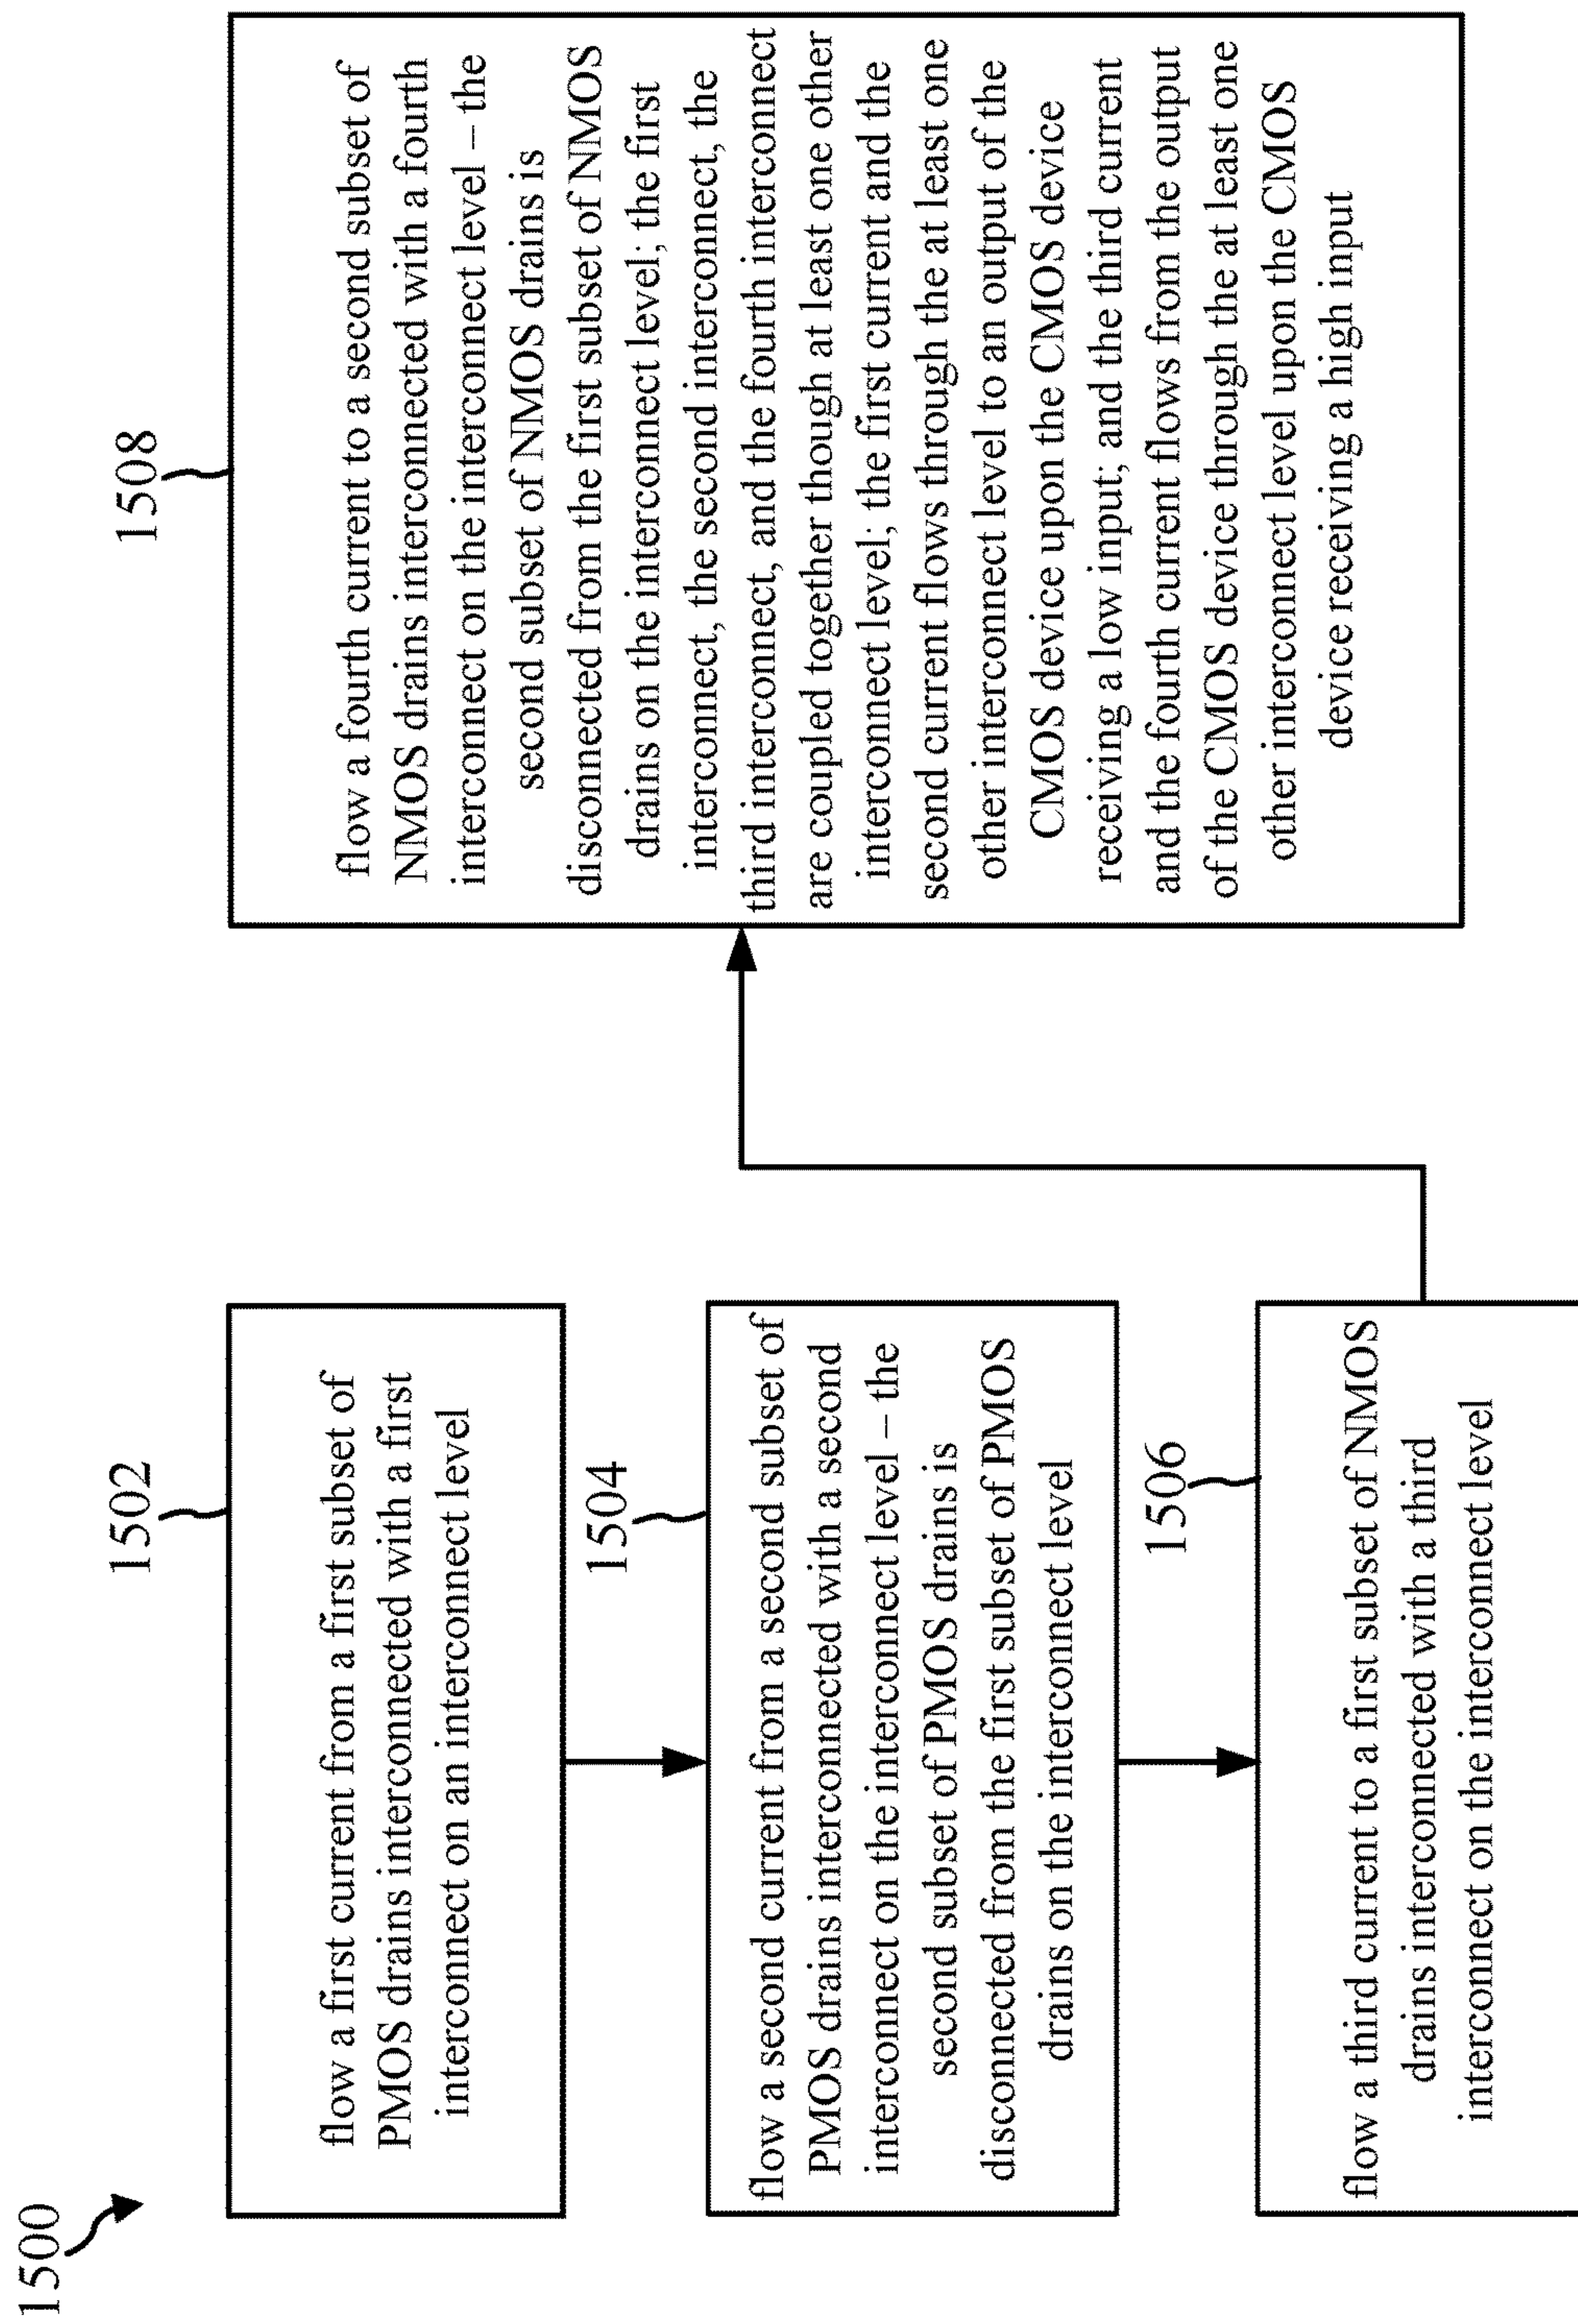 1500
1502
flow a first current from a first subset of
PMOS drains interconnected with a first
interconnect on an interconnect level
1504
flow a second current from a second subset of
PMOS drains interconnected with a second
interconnect on the interconnect level – the
second subset of PMOS drains is
disconnected from the first subset of PMOS
drains on the interconnect level
1506
flow a third current to a first subset of NMOS
drains interconnected with a third
interconnect on the interconnect level
1508
flow a fourth current to a second subset of
NMOS drains interconnected with a fourth
interconnect on the interconnect level – the
second subset of NMOS drains is
disconnected from the first subset of NMOS
drains on the interconnect level; the first
interconnect, the second interconnect, the
third interconnect, and the fourth interconnect
are coupled together though at least one other
interconnect level; the first current and the
second current flows through the at least one
other interconnect level to an output of the
CMOS device upon the CMOS device
receiving a low input; and the third current
and the fourth current flows from the output
of the CMOS device through the at least one
other interconnect level upon the CMOS
device receiving a high input